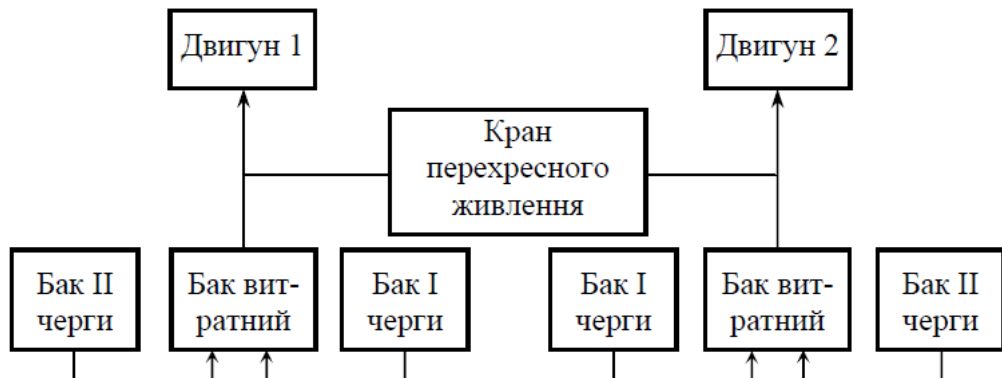 Двигун 1
Двигун 2
Кран
перехресного
живлення
Бак II
черги
Бак вит-
ратний
Бак I
черги
Бак I
черги
Бак вит-
ратний
Бак II
черги